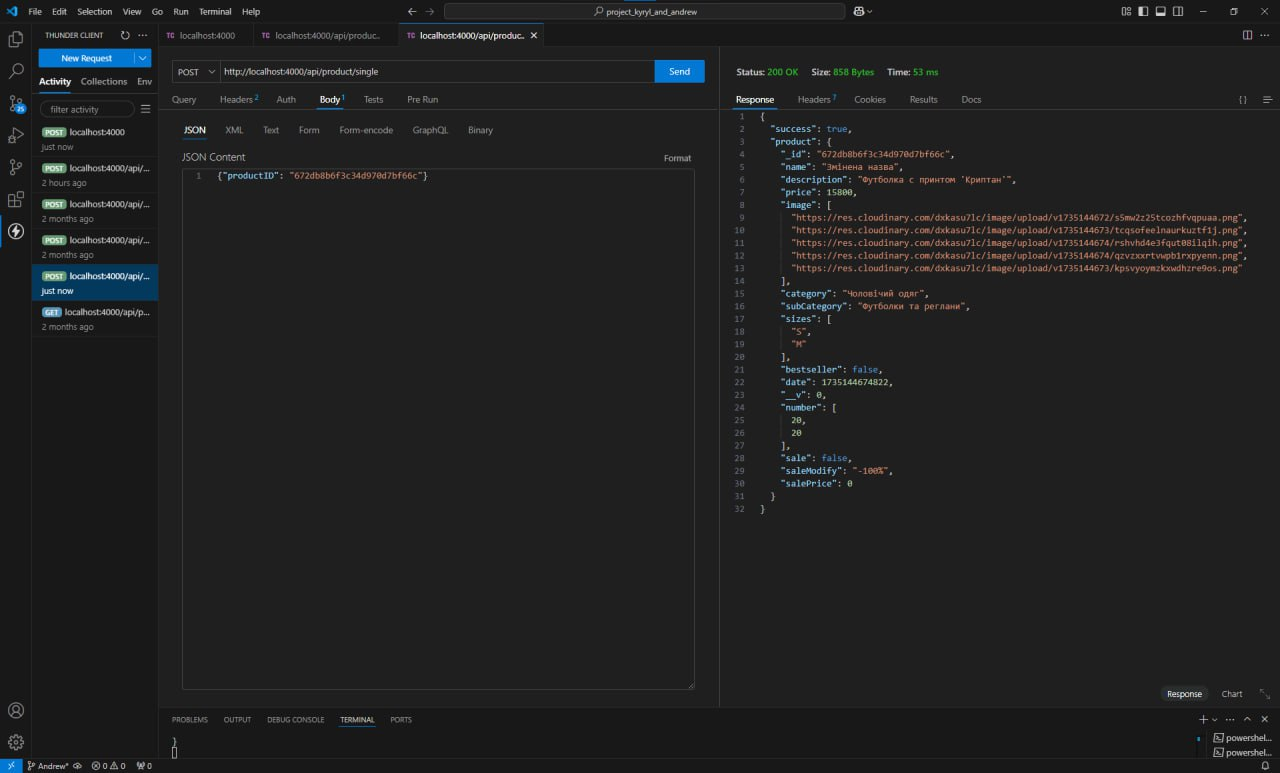 File Edit Selection View Go Run Terminal Help
project_kyryl_and_andrew
THUNDER CLIENT
New Request
Activity Collections Env
filter activity
POST localhost:4000
just now
POST localhost:4000/api/...
2 hours ago
POST localhost:4000/api/...
2 months ago
POST localhost:4000/api/...
2 months ago
POST localhost:4000/api/...
just now
GET localhost:4000/api/p...
2 months ago
25
TC localhost:4000
TC localhost:4000/api/produc...
TC localhost:4000/api/produc...
POST http://localhost:4000/api/product/single Send
Query Headers 2 Auth Body 1 Tests Pre Run
JSON XML Text Form Form-encode GraphQL Binary
JSON Content Format
1 {"productID": "672db8b6f3c34d970d7bf66c"}
Status: 200 OK Size: 858 Bytes Time: 53 ms
Response Headers 7 Cookies Results Docs {}
1 {
2 "success": true,
3 "product": {
4 "_id": "672db8b6f3c34d970d7bf66c",
5 "name": "Змінена назва",
6 "description": "Футболка с принтом 'Криптан'",
7 "price": 15800,
8 "image": [
9 "https://res.cloudinary.com/dxkasu7lc/image/upload/v1735144672/s5mw2z25tcozhfvqpuaa.png",
10 "https://res.cloudinary.com/dxkasu7lc/image/upload/v1735144673/tcqsofeelnaurkuztf1j.png",
11 "https://res.cloudinary.com/dxkasu7lc/image/upload/v1735144674/rshvhd4e3fqut08ilqih.png",
12 "https://res.cloudinary.com/dxkasu7lc/image/upload/v1735144674/qzvzxxrtvwpb1rxpyenn.png",
13 "https://res.cloudinary.com/dxkasu7lc/image/upload/v1735144673/kpsvyoymzkxwdhzre9os.png"
14 ],
15 "category": "Чоловічий одяг",
16 "subCategory": "Футболки та реглани",
17 "sizes": [
18 "S",
19 "M"
20 ],
21 "bestseller": false,
22 "date": 1735144674822,
23 "__v": 0,
24 "number": [
25 20,
26 20
27 ],
28 "sale": false,
29 "saleModify": "-100%",
30 "salePrice": 0
31 }
32 }
Response Chart
PROBLEMS OUTPUT DEBUG CONSOLE TERMINAL PORTS
}
powershel...
powershel...
Andrew* 0 0 0